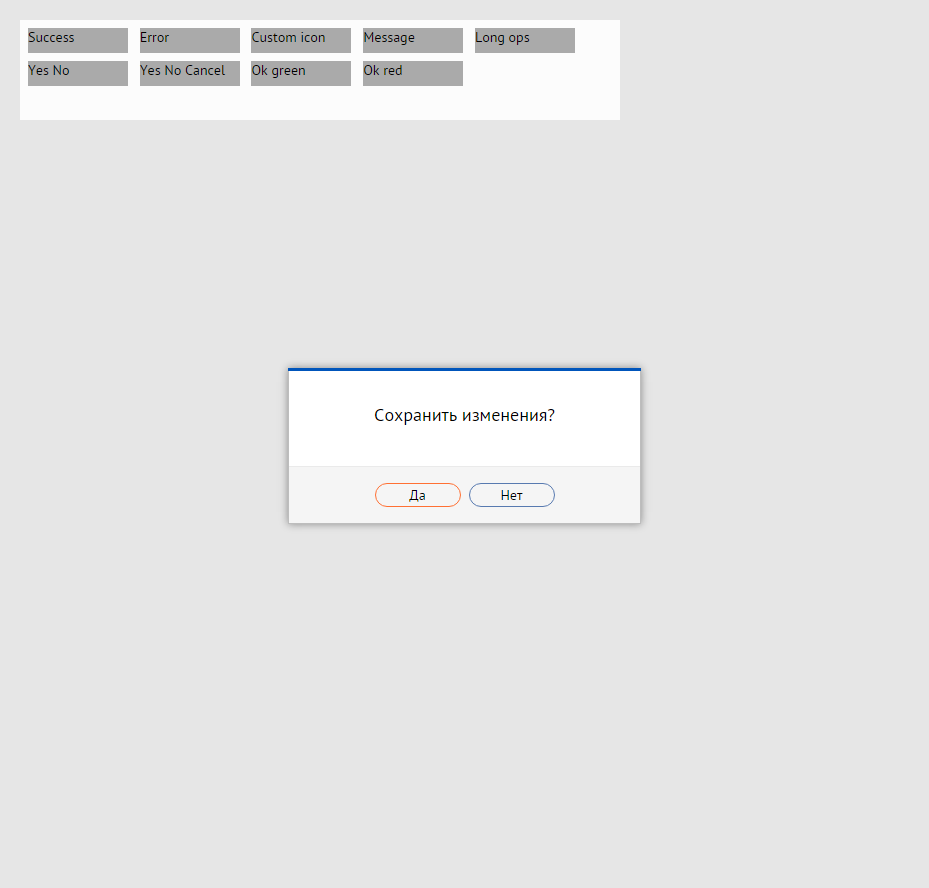 Success Error Custom icon Message Long ops
Yes No Yes No Cancel Ok green Ok red
Сохранить изменения?
Да Нет